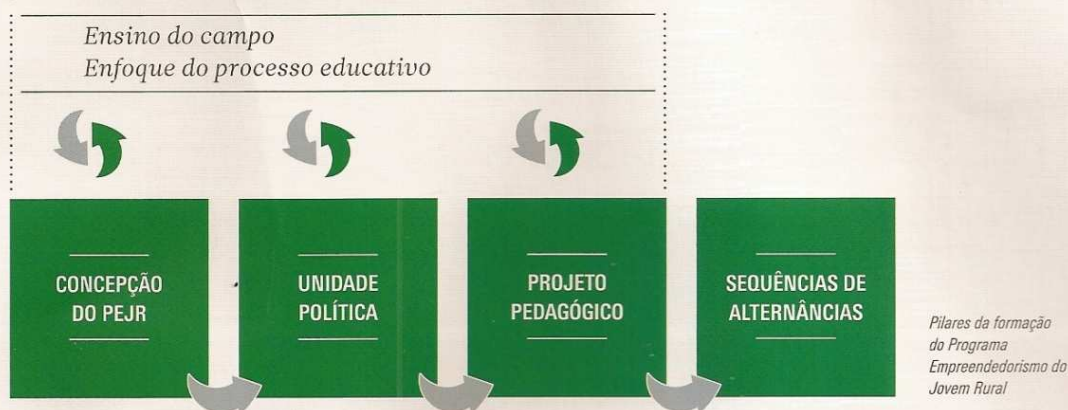 Ensino do campo
Enfoque do processo educativo
CONCEPÇÃO
DO PEJR
UNIDADE
POLÍTICA
PROJETO
PEDAGÓGICO
SEQUÊNCIAS DE
ALTERNÂNCIAS
Pilares da formação
do Programa
Empreendedorismo do
Jovem Rural